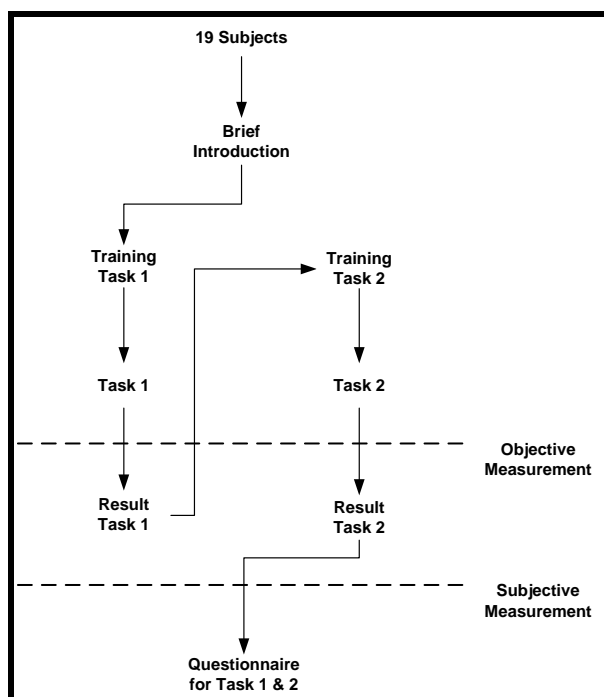 19 Subjects
Brief
Introduction
Training
Task 1
Training
Task 2
Task 1
Task 2
Objective
Measurement
Result
Task 1
Result
Task 2
Subjective
Measurement
Questionnaire
for Task 1 & 2